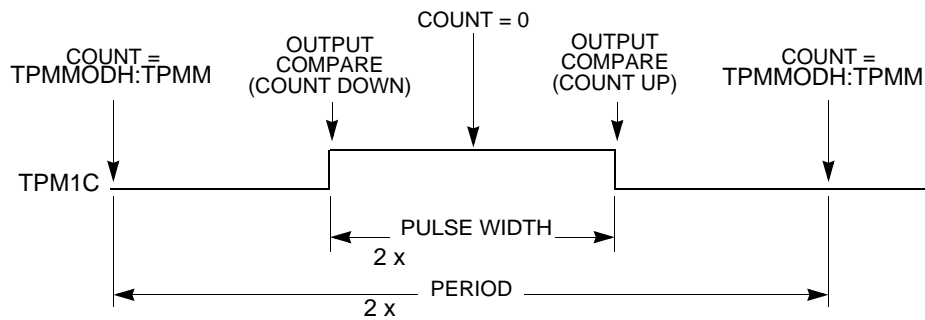 COUNT = 0
COUNT =
TPMMODH:TPMM
OUTPUT
COMPARE
(COUNT DOWN)
OUTPUT
COMPARE
(COUNT UP)
COUNT =
TPMMODH:TPMM
TPM1C
PULSE WIDTH
2 x
PERIOD
2 x